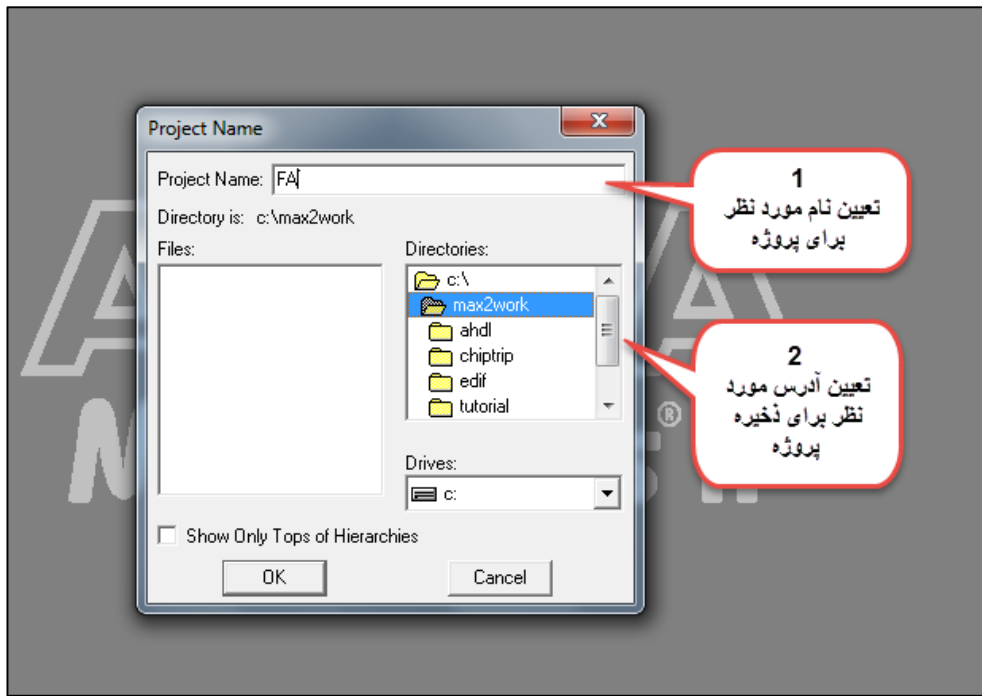 Project Name
Project Name: FA
Directory is: c:\max2work
Files:
Directories:
c:\
max2work
ahdl
chiptrip
edif
tutorial
Drives:
c:
Show Only Tops of Hierarchies
OK
Cancel
1
تعیین نام مورد نظر
برای پروژه
2
تعیین آدرس مورد
نظر برای ذخیره
پروژه
®